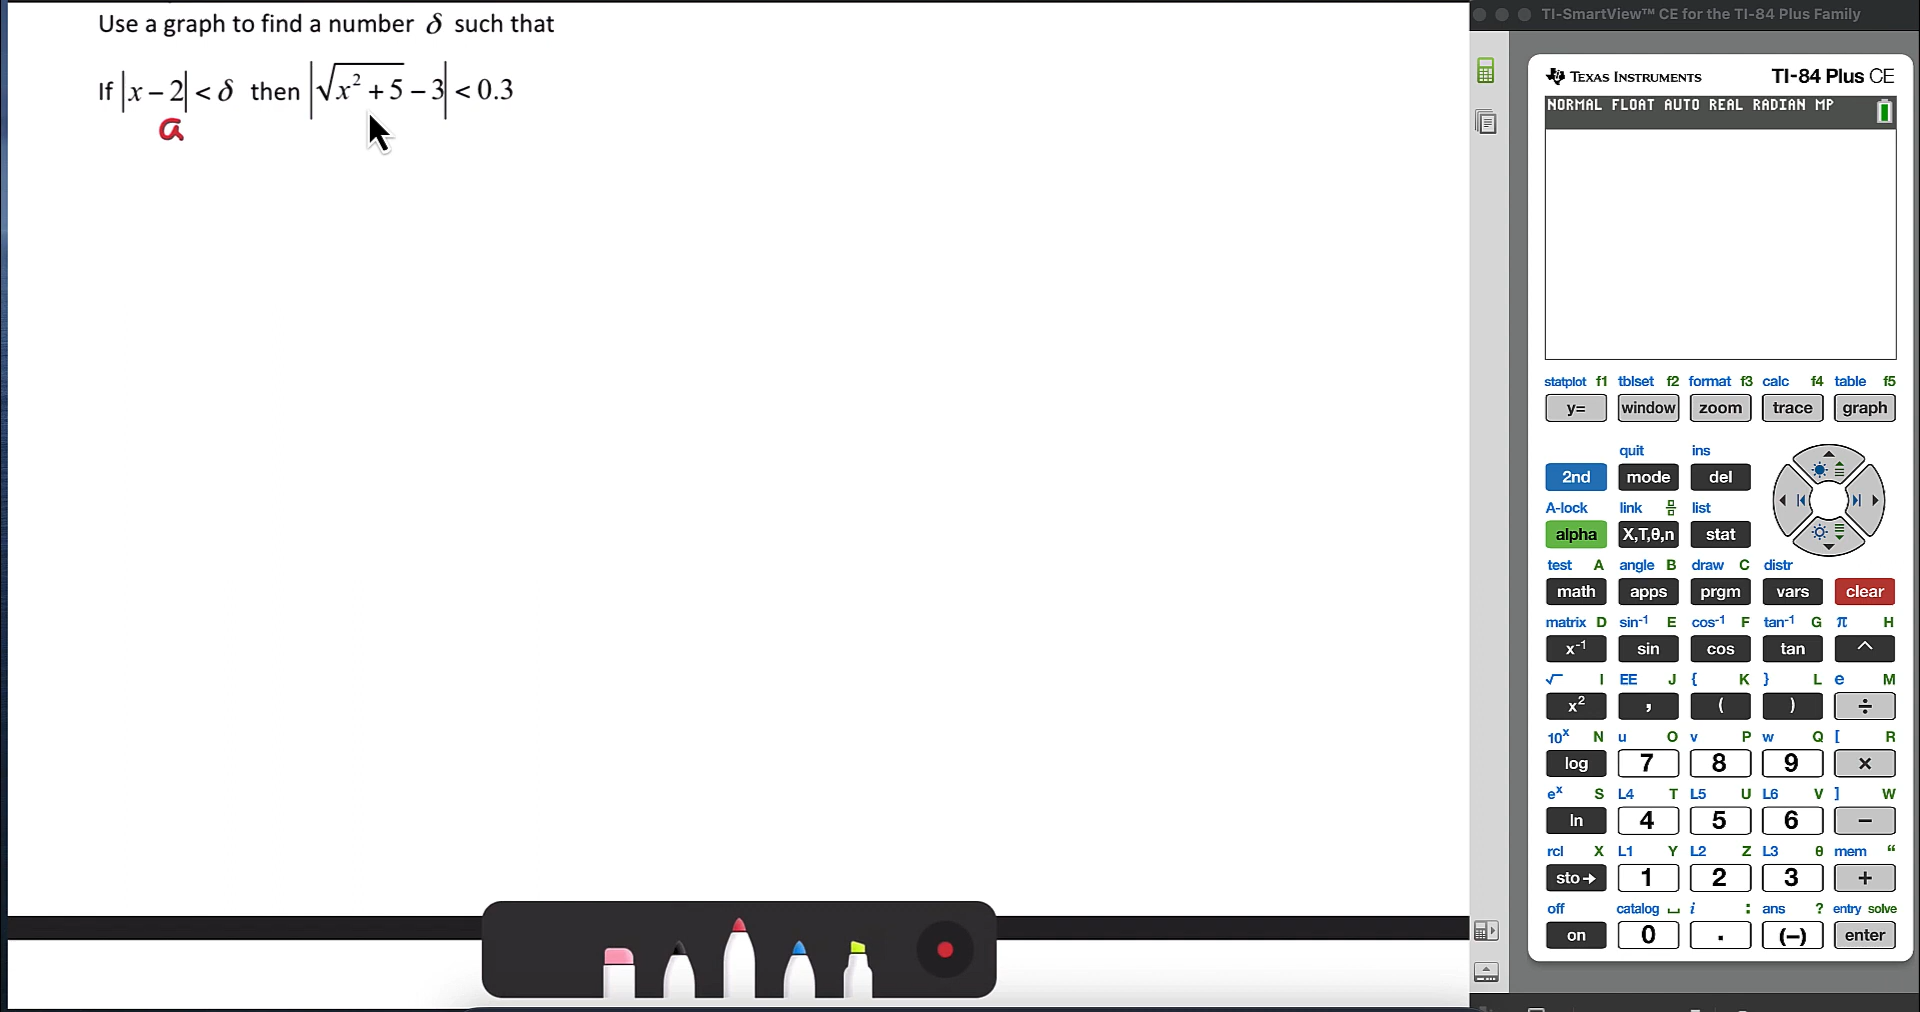 Use a graph to find a number δ such that
If |x − 2| < δ then |√x² + 5 − 3| < 0.3
a
TI-SmartView™ CE for the TI-84 Plus Family
TEXAS INSTRUMENTS TI-84 Plus CE
NORMAL FLOAT AUTO REAL RADIAN MP
statplot f1 tblset f2 format f3 calc f4 table f5
y= window zoom trace graph
quit ins
2nd mode del
A-lock link list
alpha X,T,θ,n stat
test A angle B draw C distr
math apps prgm vars clear
matrix D sin⁻¹ E cos⁻¹ F tan⁻¹ G π H
x⁻¹ sin cos tan ^
√ I EE J { K } L e M
x² , ( ) ÷
10ˣ N u O v P w Q [ R
log 7 8 9 ×
eˣ S L4 T L5 U L6 V ] W
ln 4 5 6 −
rcl X L1 Y L2 Z L3 θ mem “
sto→ 1 2 3 +
off catalog ⎵ i : ans ? entry solve
on 0 . (−) enter